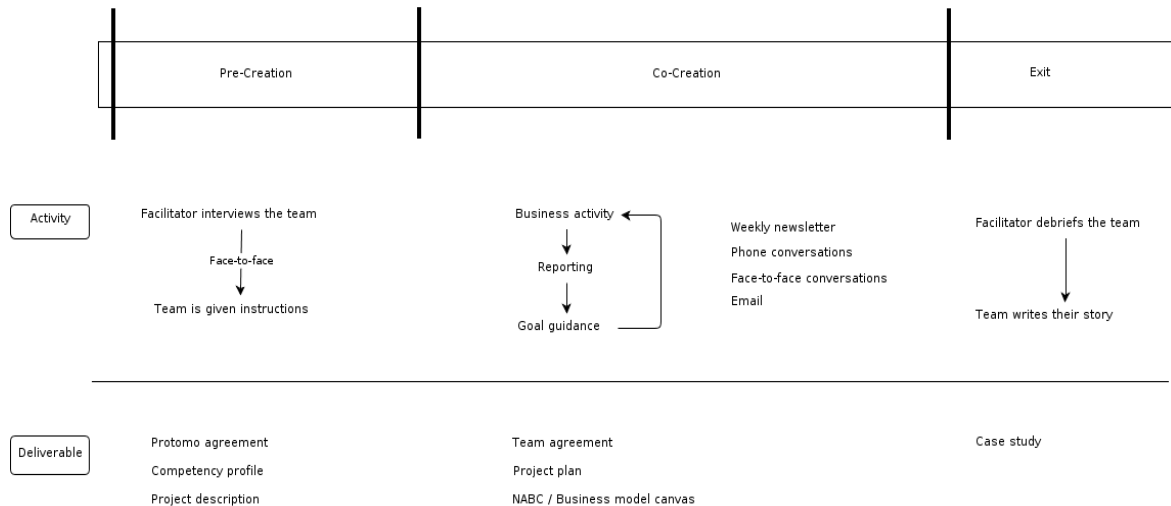 Pre-Creation
Co-Creation
Exit
Activity
Facilitator interviews the team
Face-to-face
Team is given instructions
Business activity
Reporting
Goal guidance
Weekly newsletter
Phone conversations
Face-to-face conversations
Email
Facilitator debriefs the team
Team writes their story
Deliverable
Protomo agreement
Competency profile
Project description
Team agreement
Project plan
NABC / Business model canvas
Case study